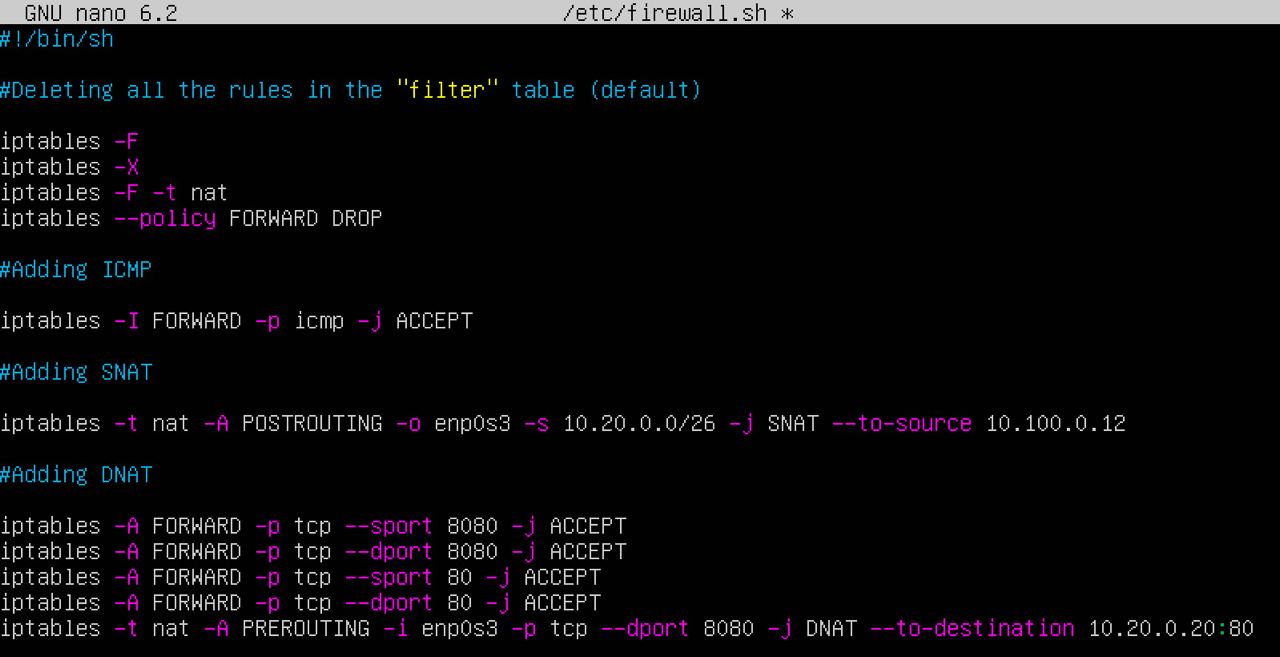 GNU nano 6.2 /etc/firewall.sh *
#!/bin/sh
#Deleting all the rules in the "filter" table (default)
iptables -F
iptables -X
iptables -F -t nat
iptables --policy FORWARD DROP
#Adding ICMP
iptables -I FORWARD -p icmp -j ACCEPT
#Adding SNAT
iptables -t nat -A POSTROUTING -o enp0s3 -s 10.20.0.0/26 -j SNAT --to-source 10.100.0.12
#Adding DNAT
iptables -A FORWARD -p tcp --sport 8080 -j ACCEPT
iptables -A FORWARD -p tcp --dport 8080 -j ACCEPT
iptables -A FORWARD -p tcp --sport 80 -j ACCEPT
iptables -A FORWARD -p tcp --dport 80 -j ACCEPT
iptables -t nat -A PREROUTING -i enp0s3 -p tcp --dport 8080 -j DNAT --to-destination 10.20.0.20:80